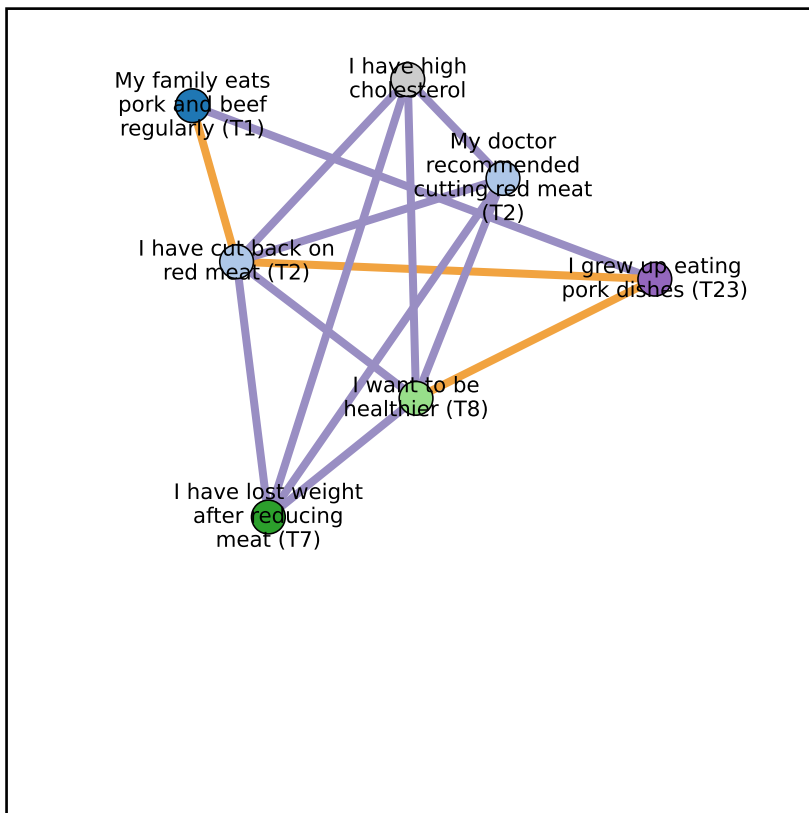 My family eats
pork and beef
regularly (T1)
I have high
cholesterol
My doctor
recommended
cutting red meat
(T2)
I have cut back on
red meat (T2)
I grew up eating
pork dishes (T23)
I want to be
healthier (T8)
I have lost weight
after reducing
meat (T7)